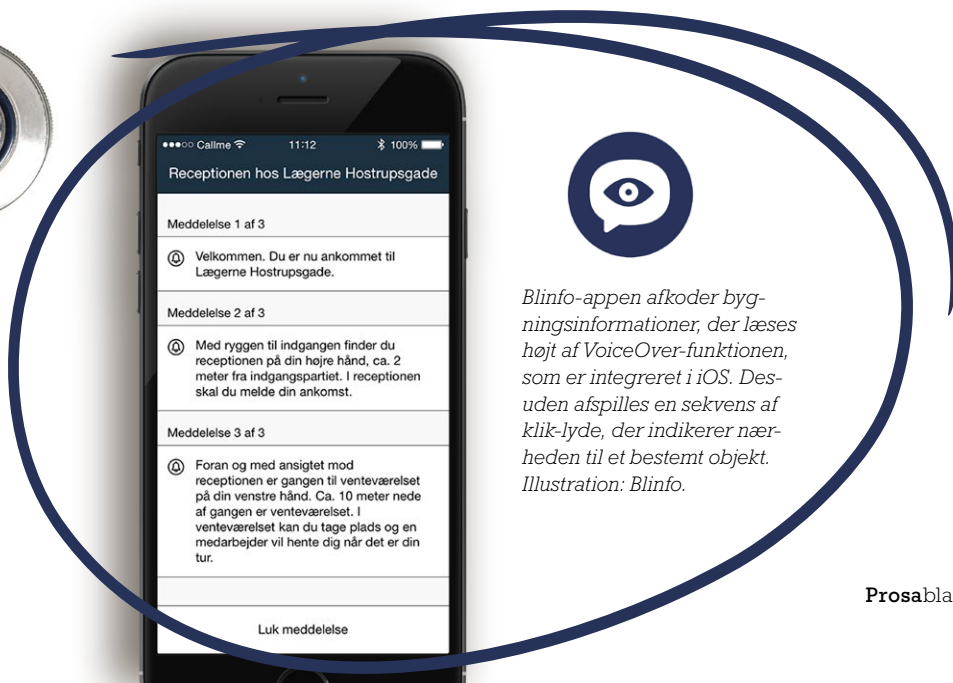 Callme 11:12 100%
Receptionen hos Lægerne Hostrupsgade
Meddelelse 1 af 3
Velkommen. Du er nu ankommet til
Lægerne Hostrupsgade.
Meddelelse 2 af 3
Med ryggen til indgangen finder du
receptionen på din højre hånd, ca. 2
meter fra indgangspartiet. I receptionen
skal du melde din ankomst.
Meddelelse 3 af 3
Foran og med ansigtet mod
receptionen er gangen til venteværelset
på din venstre hånd. Ca. 10 meter nede
af gangen er venteværelset. I
venteværelset kan du tage plads og en
medarbejder vil hente dig når det er din
tur.
Luk meddelelse
Blinfo-appen afkoder byg-
ningsinformationer, der læses
højt af VoiceOver-funktionen,
som er integreret i iOS. Des-
uden afspilles en sekvens af
klik-lyde, der indikerer nær-
heden til et bestemt objekt.
Illustration: Blinfo.
Prosabla